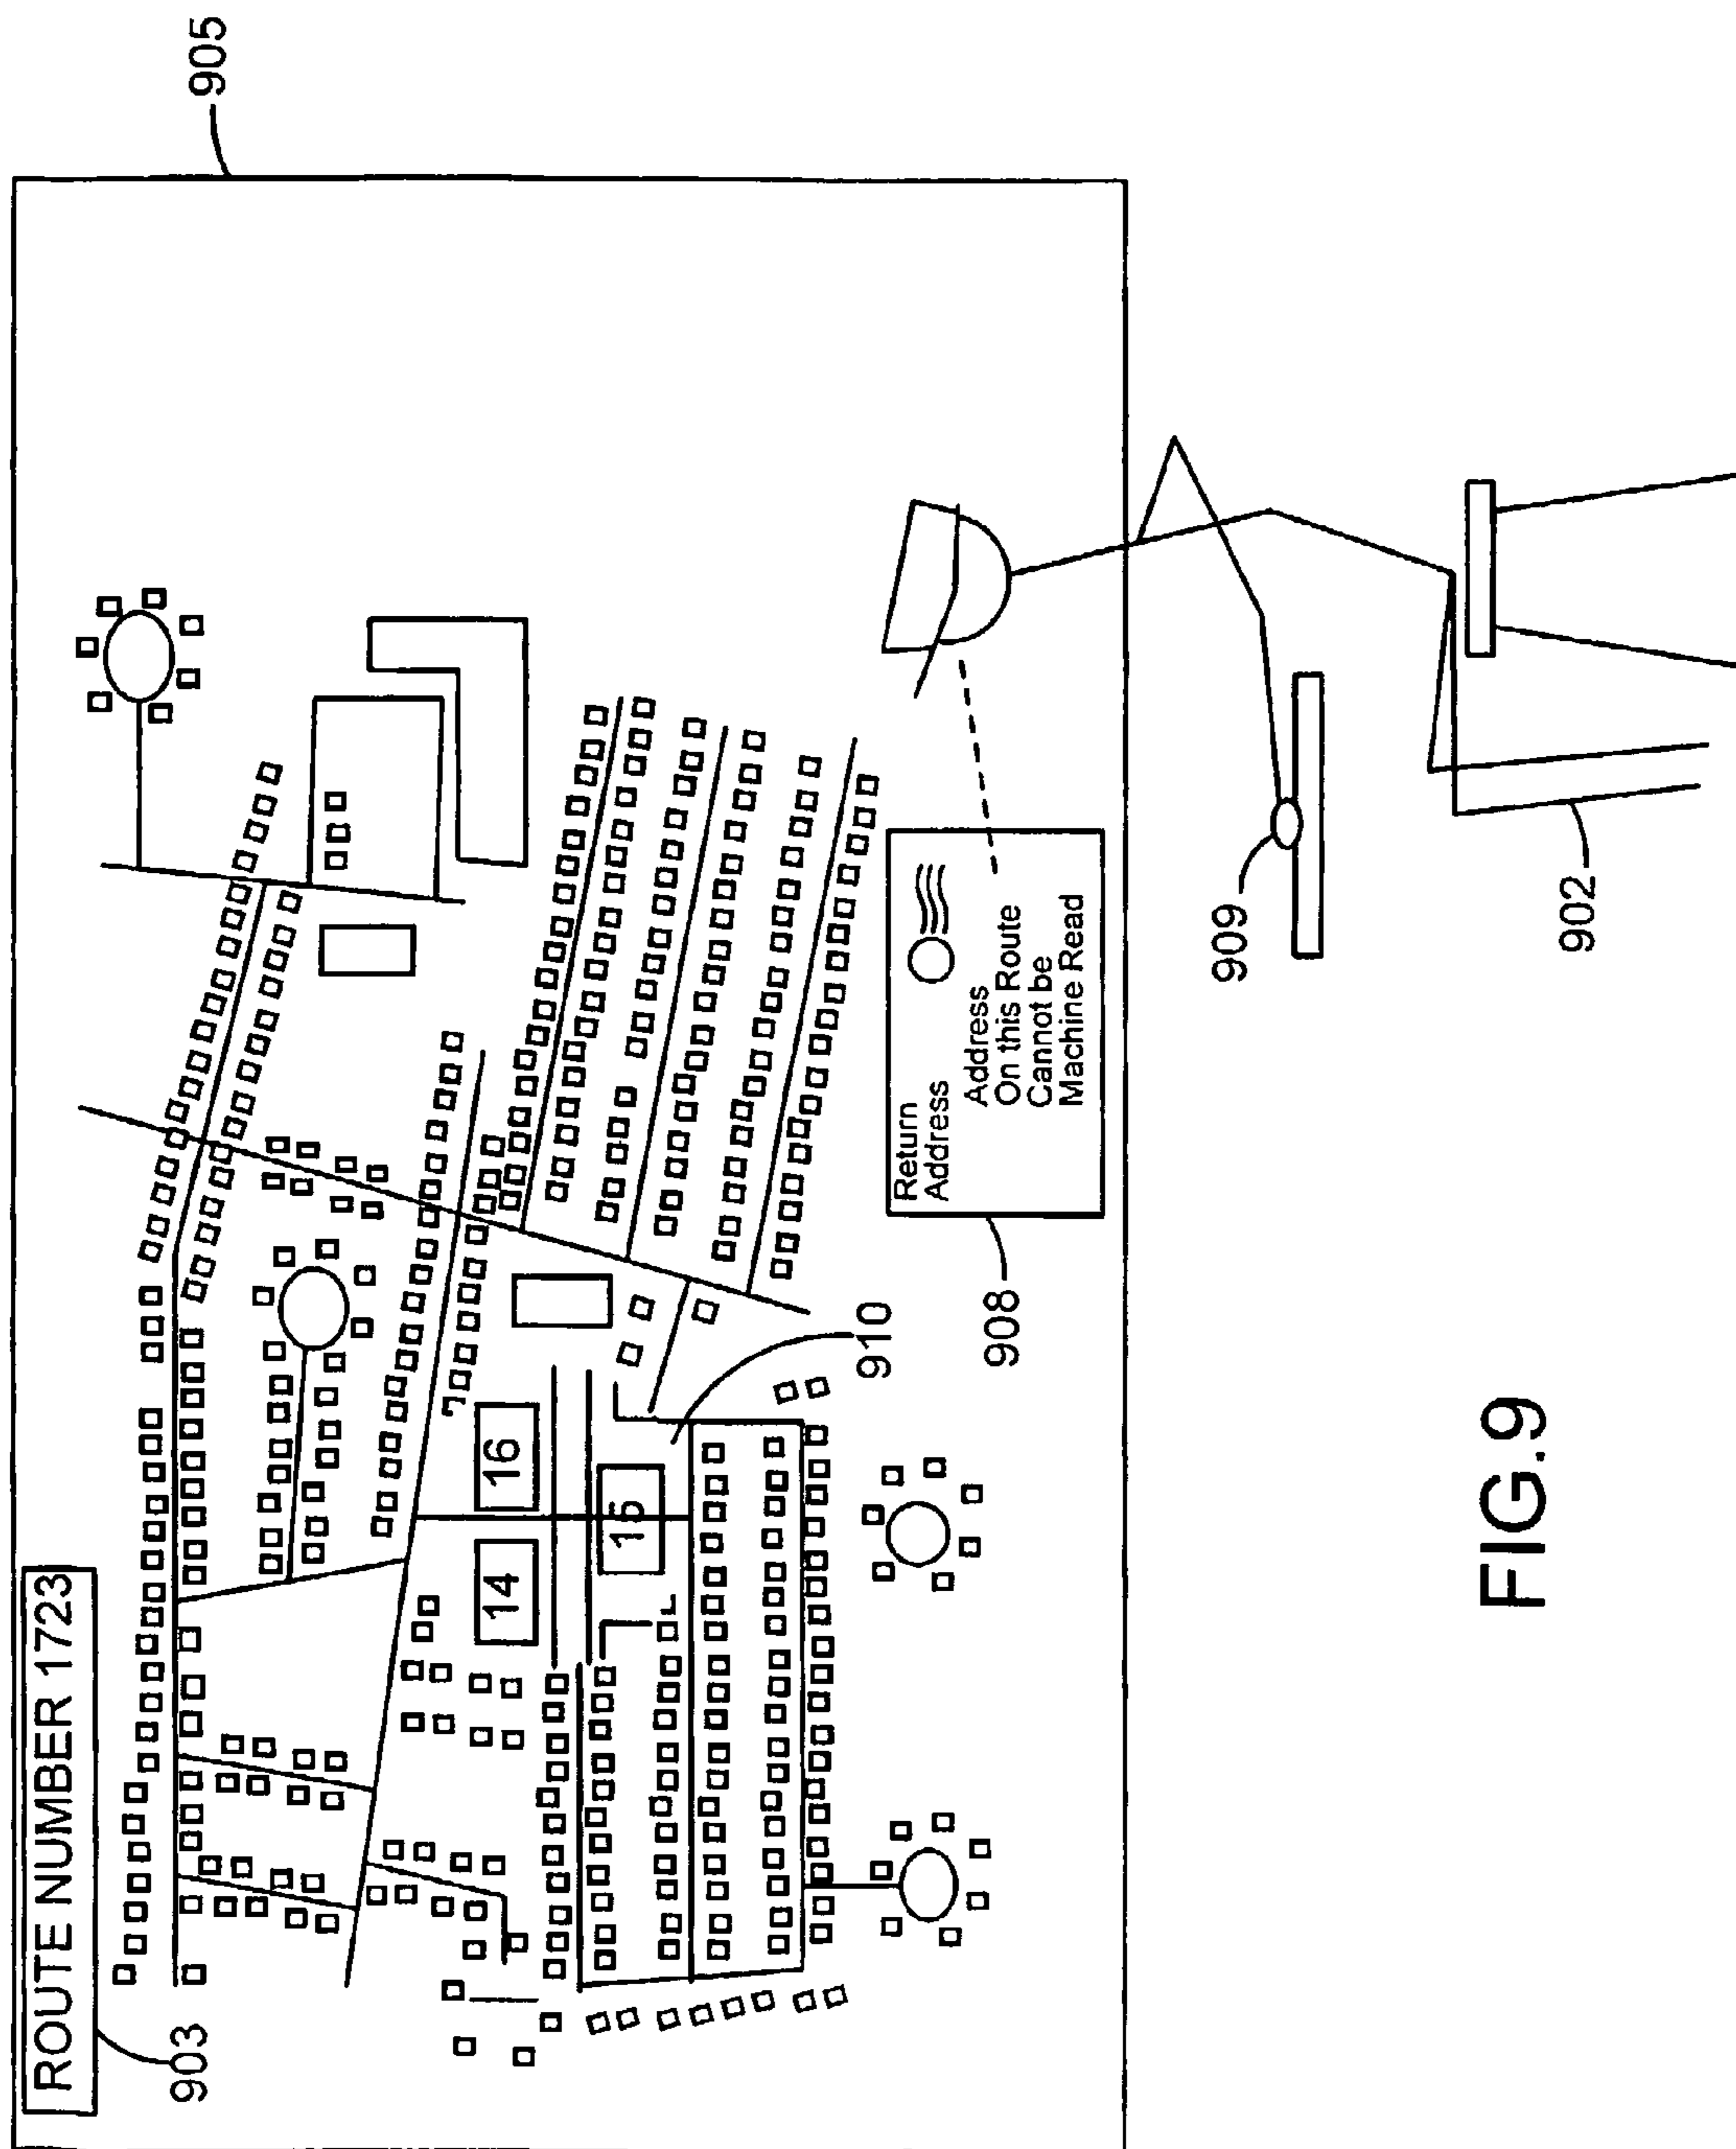 ROUTE NUMBER 1723
903
905
14
16
15
910
Return
Address
Address
On this Route
Cannot be
Machine Read
908
909
902
FIG.9